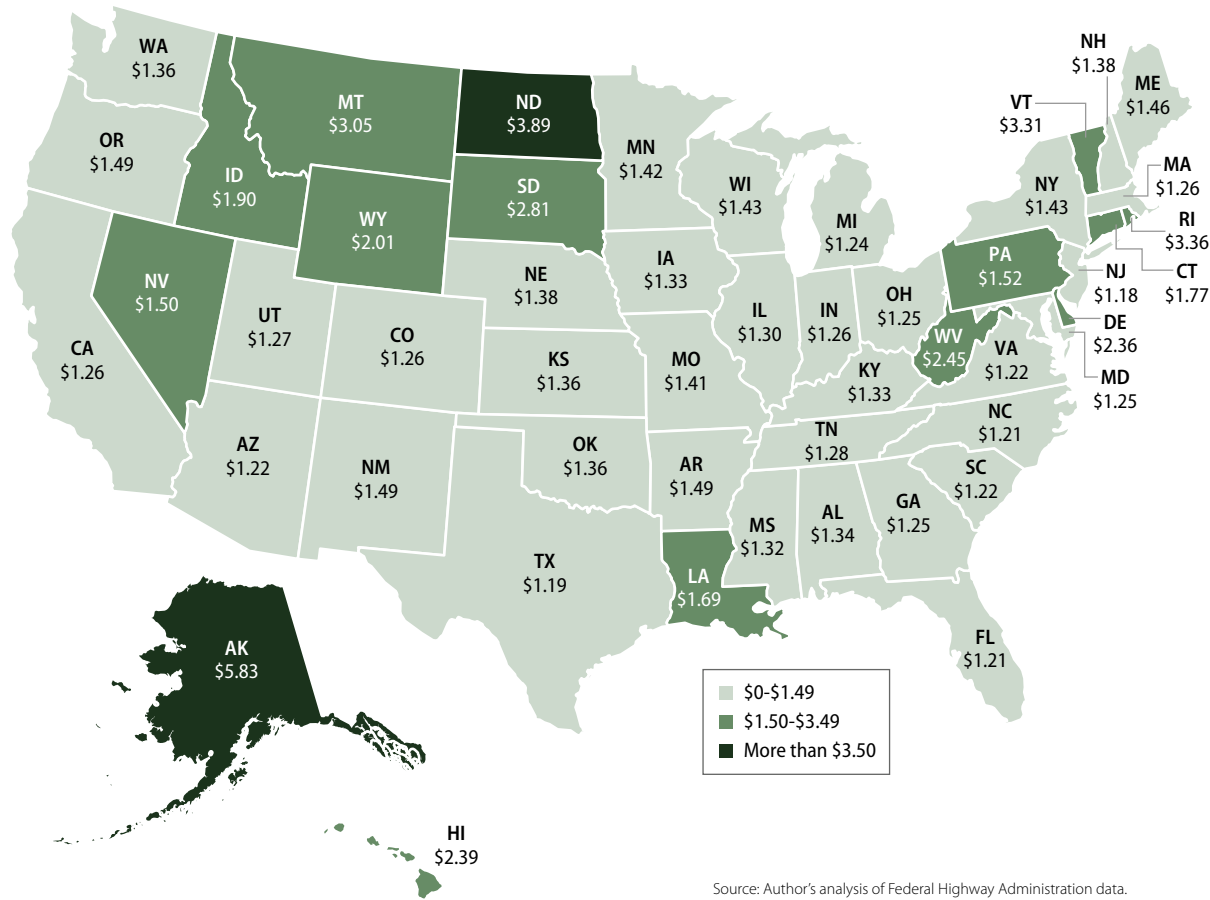 WA
$1.36
OR
$1.49
CA
$1.26
NV
$1.50
ID
$1.90
MT
$3.05
WY
$2.01
UT
$1.27
AZ
$1.22
CO
$1.26
NM
$1.49
ND
$3.89
SD
$2.81
NE
$1.38
KS
$1.36
OK
$1.36
TX
$1.19
MN
$1.42
IA
$1.33
MO
$1.41
AR
$1.49
LA
$1.69
WI
$1.43
IL
$1.30
MI
$1.24
IN
$1.26
OH
$1.25
KY
$1.33
TN
$1.28
MS
$1.32
AL
$1.34
GA
$1.25
FL
$1.21
SC
$1.22
NC
$1.21
VA
$1.22
WV
$2.45
PA
$1.52
NY
$1.43
VT
$3.31
NH
$1.38
ME
$1.46
MA
$1.26
RI
$3.36
CT
$1.77
NJ
$1.18
DE
$2.36
MD
$1.25
AK
$5.83
HI
$2.39
$0-$1.49
$1.50-$3.49
More than $3.50
Source: Author's analysis of Federal Highway Administration data.